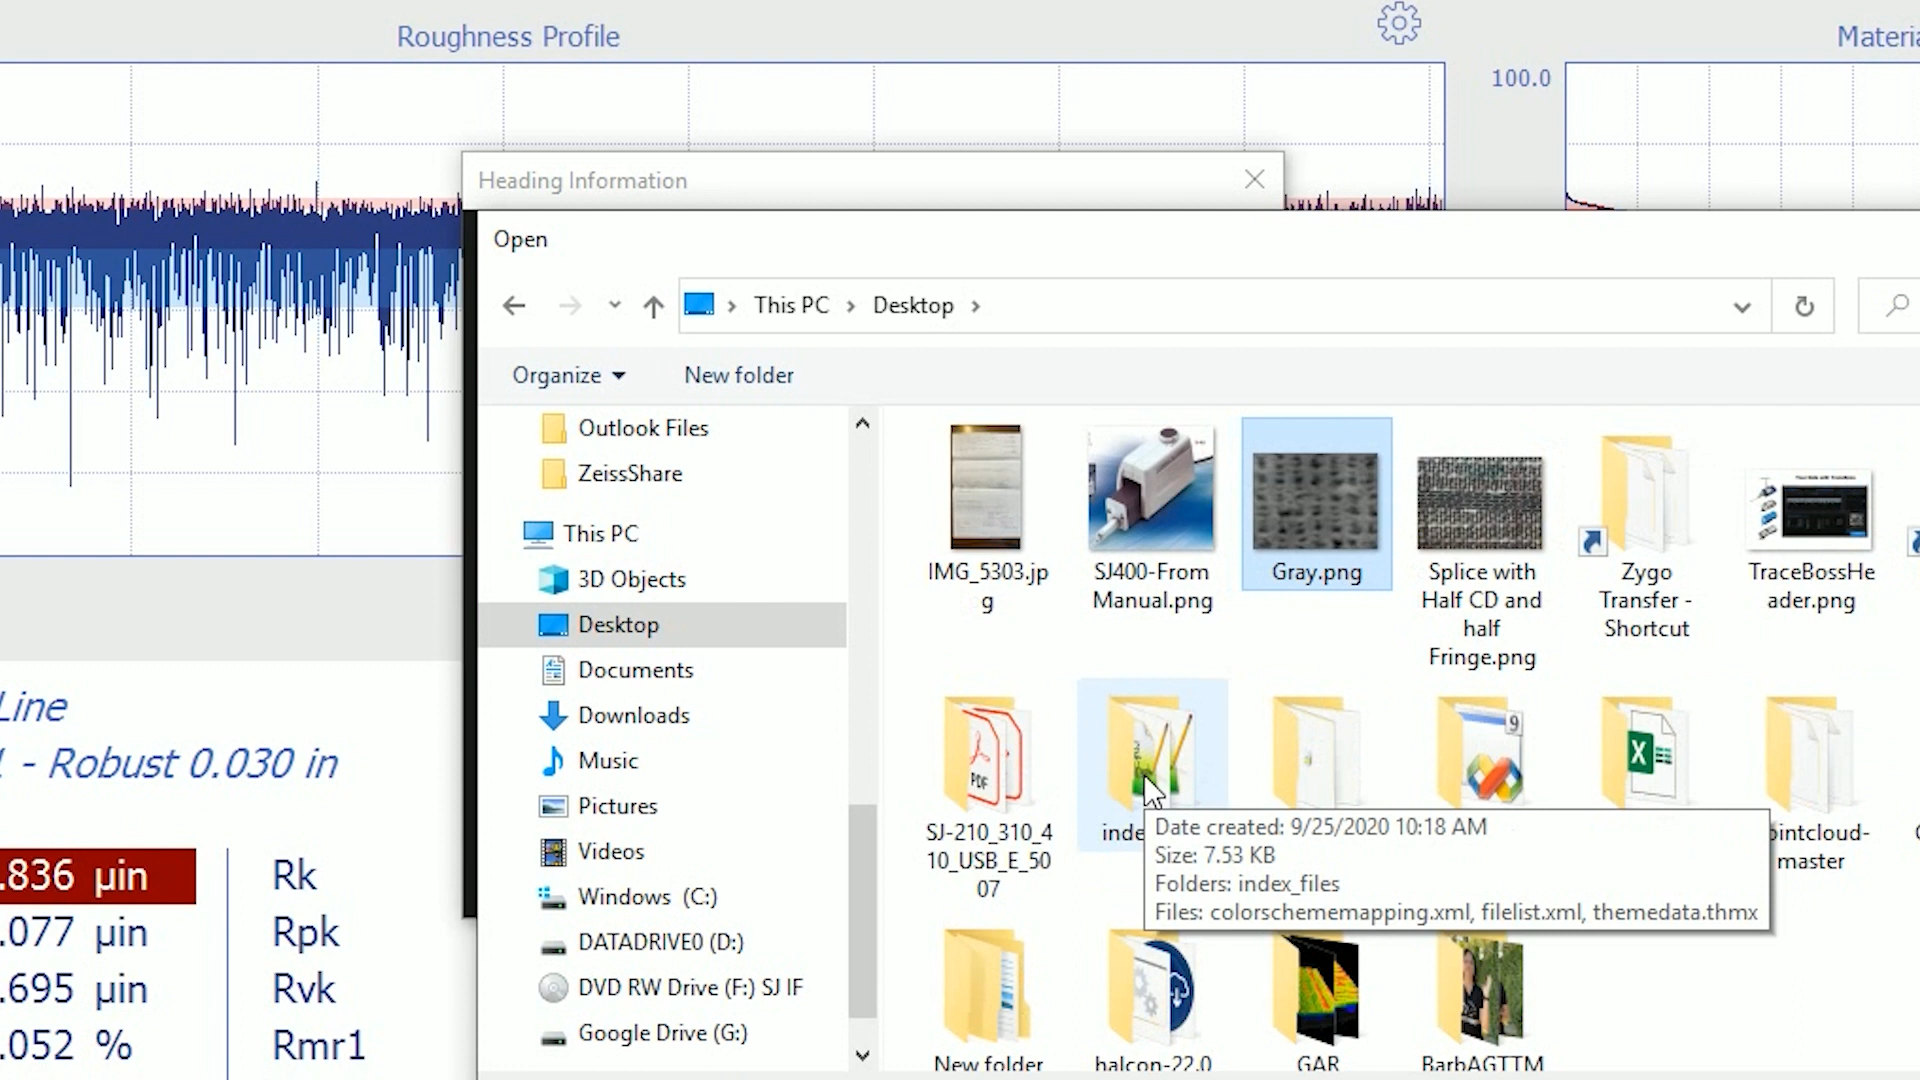 Roughness Profile
100.0
Heading Information
Open
This PC
Desktop
Organize
New folder
Outlook Files
ZeissShare
This PC
3D Objects
Desktop
Documents
Downloads
Music
Pictures
Videos
Windows (C:)
DATADRIVE0 (D:)
DVD RW Drive (F:) SJ IF
Google Drive (G:)
IMG_5303.jp
g
SJ400-From
Manual.png
Gray.png
Splice with
Half CD and
half
Fringe.png
Zygo
Transfer -
Shortcut
TraceBossHe
ader.png
9
PDF
SJ-210_310_4
10_USB_E_50
07
master
Date created: 9/25/2020 10:18 AM
Size: 7.53 KB
Folders: index_files
Files: colorschememapping.xml, filelist.xml, themedata.thmx
New folder
halcon-22.0
GAR
BarbAGTTM
Line
- Robust 0.030 in
.836 µin
Rk
.077 µin
Rpk
.695 µin
Rvk
.052 %
Rmr1